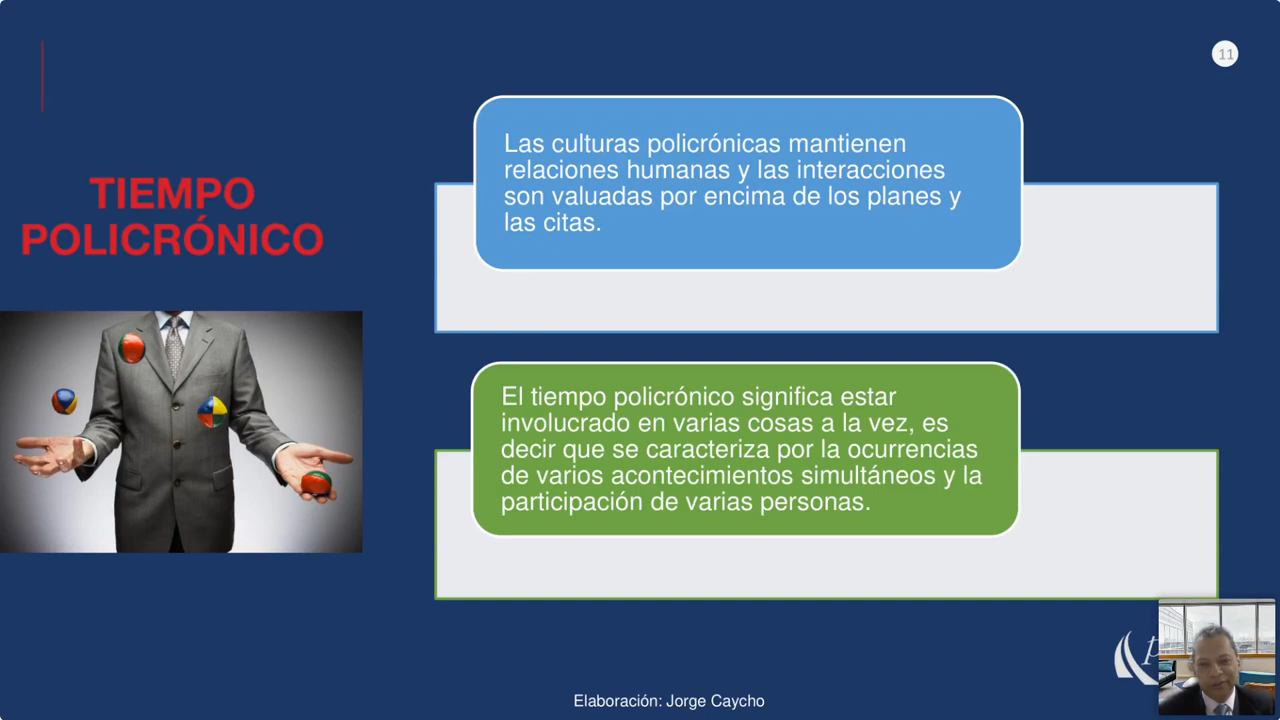 11
TIEMPO
POLICRÓNICO
Las culturas policrónicas mantienen
relaciones humanas y las interacciones
son valuadas por encima de los planes y
las citas.
El tiempo policrónico significa estar
involucrado en varias cosas a la vez, es
decir que se caracteriza por la ocurrencias
de varios acontecimientos simultáneos y la
participación de varias personas.
Elaboración: Jorge Caycho